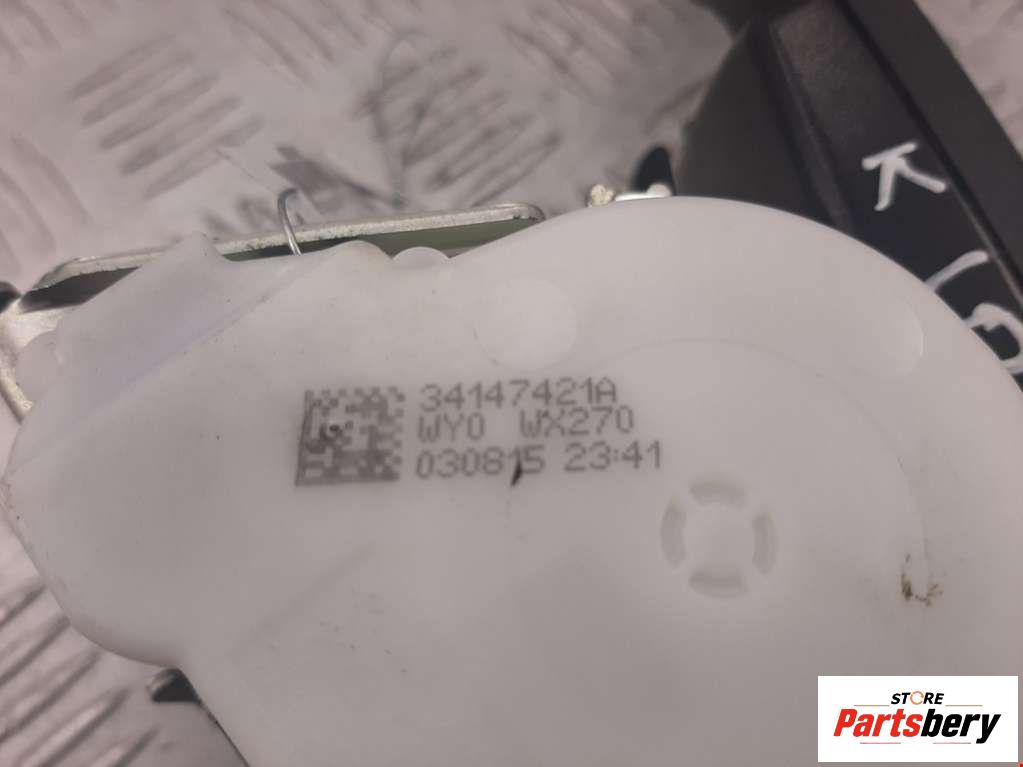 34147421A
WY0 WX270
030815 23:41
K
STORE
Partsbery